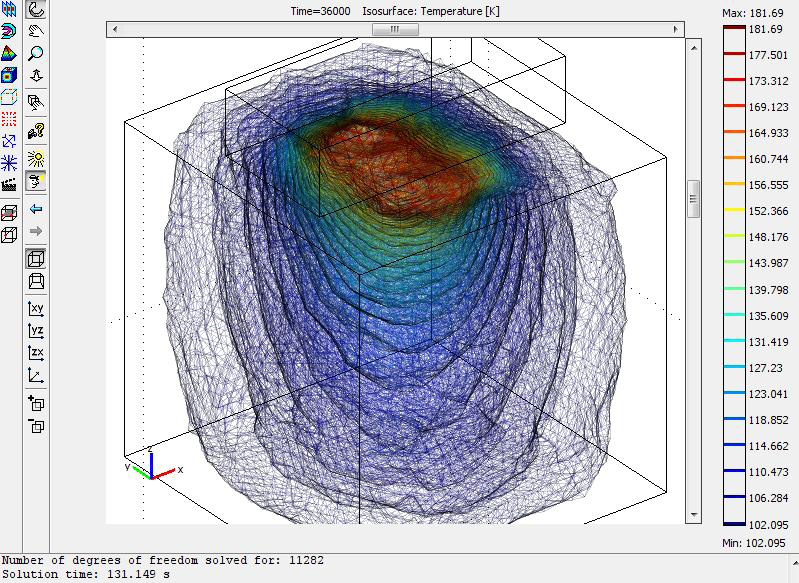 Time=36000 Isosurface: Temperature [K]
Max: 181.69
181.69
177.501
173.312
169.123
164.933
160.744
156.555
152.366
148.176
143.987
139.798
135.609
131.419
127.23
123.041
118.852
114.662
110.473
106.284
102.095
Min: 102.095
xy
yz
zx
z
y
x
Number of degrees of freedom solved for: 11282
Solution time: 131.149 s